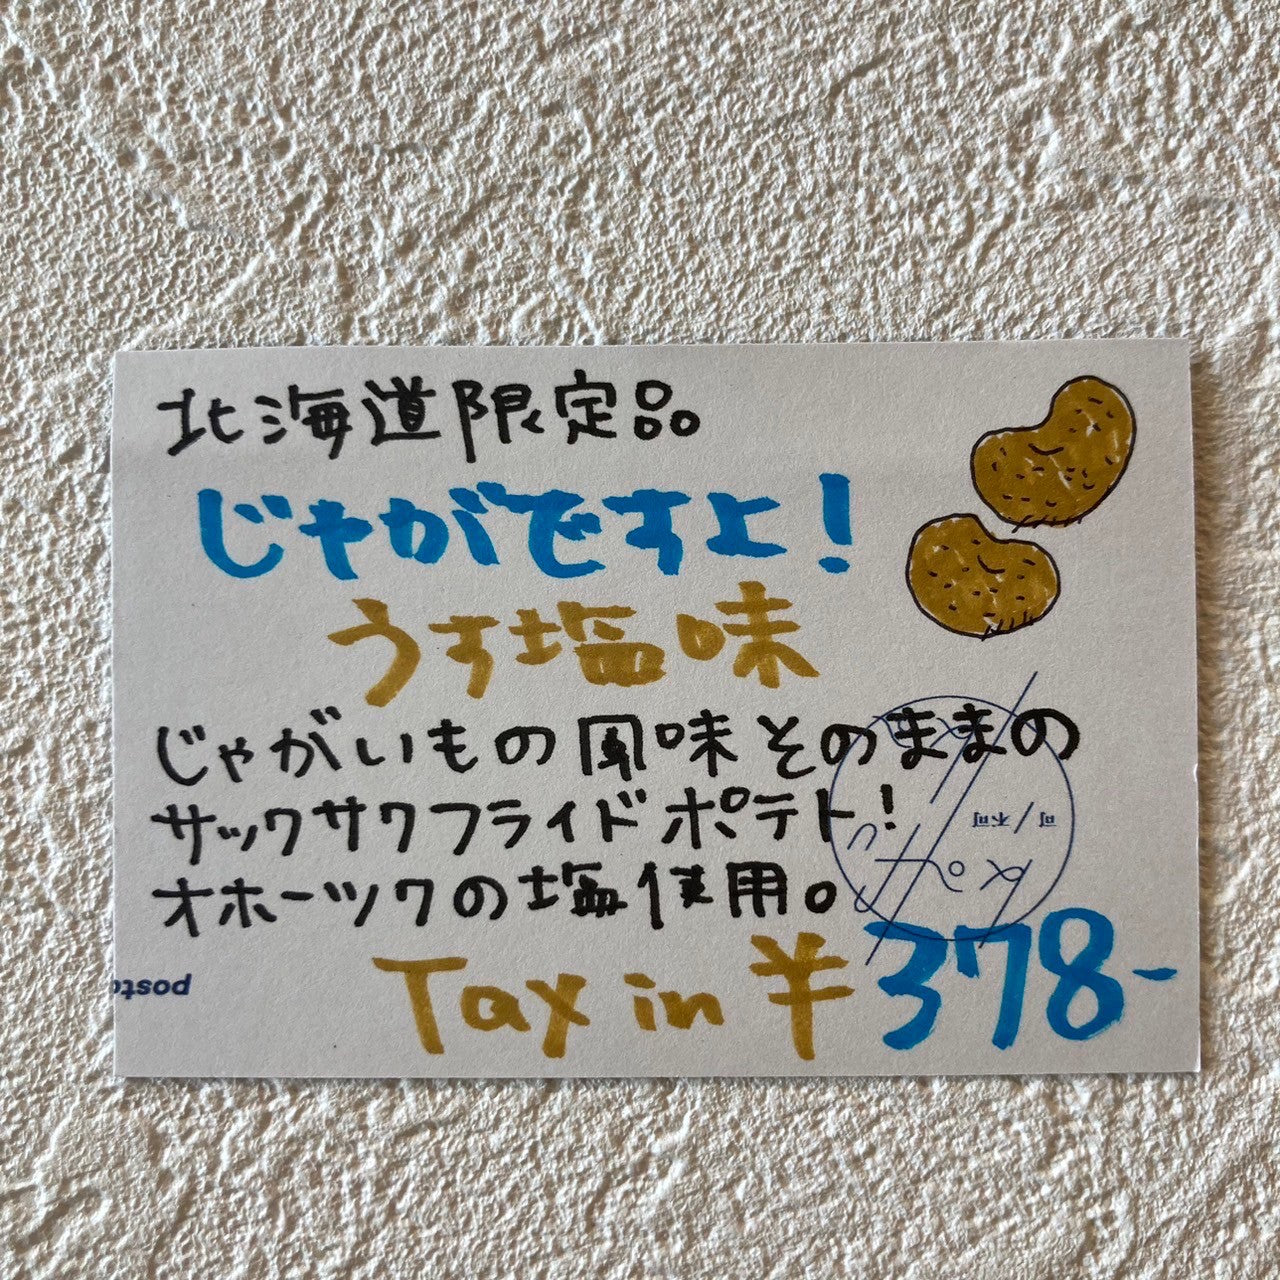 北海道限定品
じゃがですよ!
うす塩味
じゃがいもの風味そのままの
サックサクフライドポテト!
オホーツクの塩使用。
Tax in ¥378-